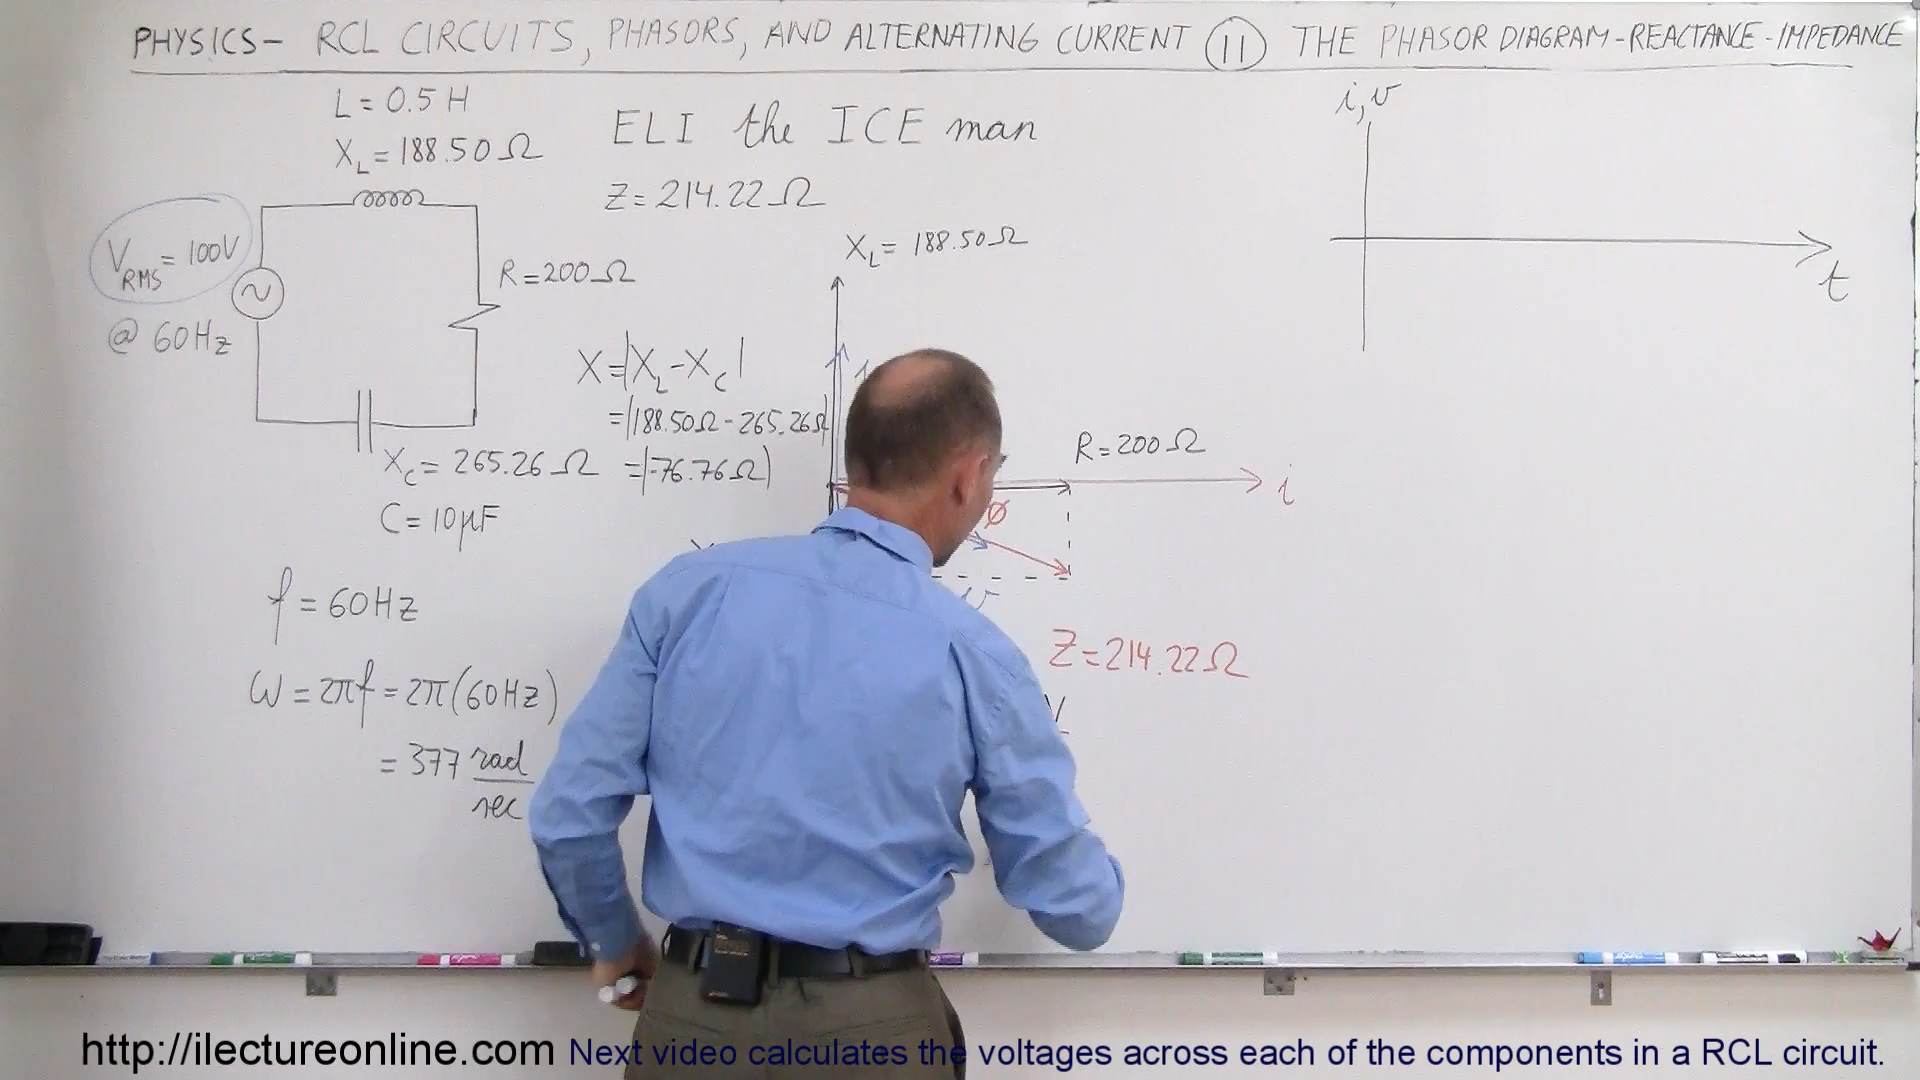 PHYSICS- RCL CIRCUITS, PHASORS, AND ALTERNATING CURRENT 11 THE PHASOR DIAGRAM-REACTANCE-IMPEDANCE
L = 0.5 H
X_L = 188.50 Ω
ELI the ICE man
Z = 214.22 Ω
V_RMS = 100V
@ 60Hz
R = 200 Ω
X_L = 188.50 Ω
i, v
t
X = |X_L - X_C|
= |188.50Ω - 265.26Ω|
= |-76.76Ω|
X_C = 265.26 Ω
C = 10μF
R = 200 Ω
i
ø
v
Z = 214.22 Ω
f = 60Hz
ω = 2πf = 2π(60Hz)
= 377 rad
sec
http://ilectureonline.com Next video calculates the voltages across each of the components in a RCL circuit.